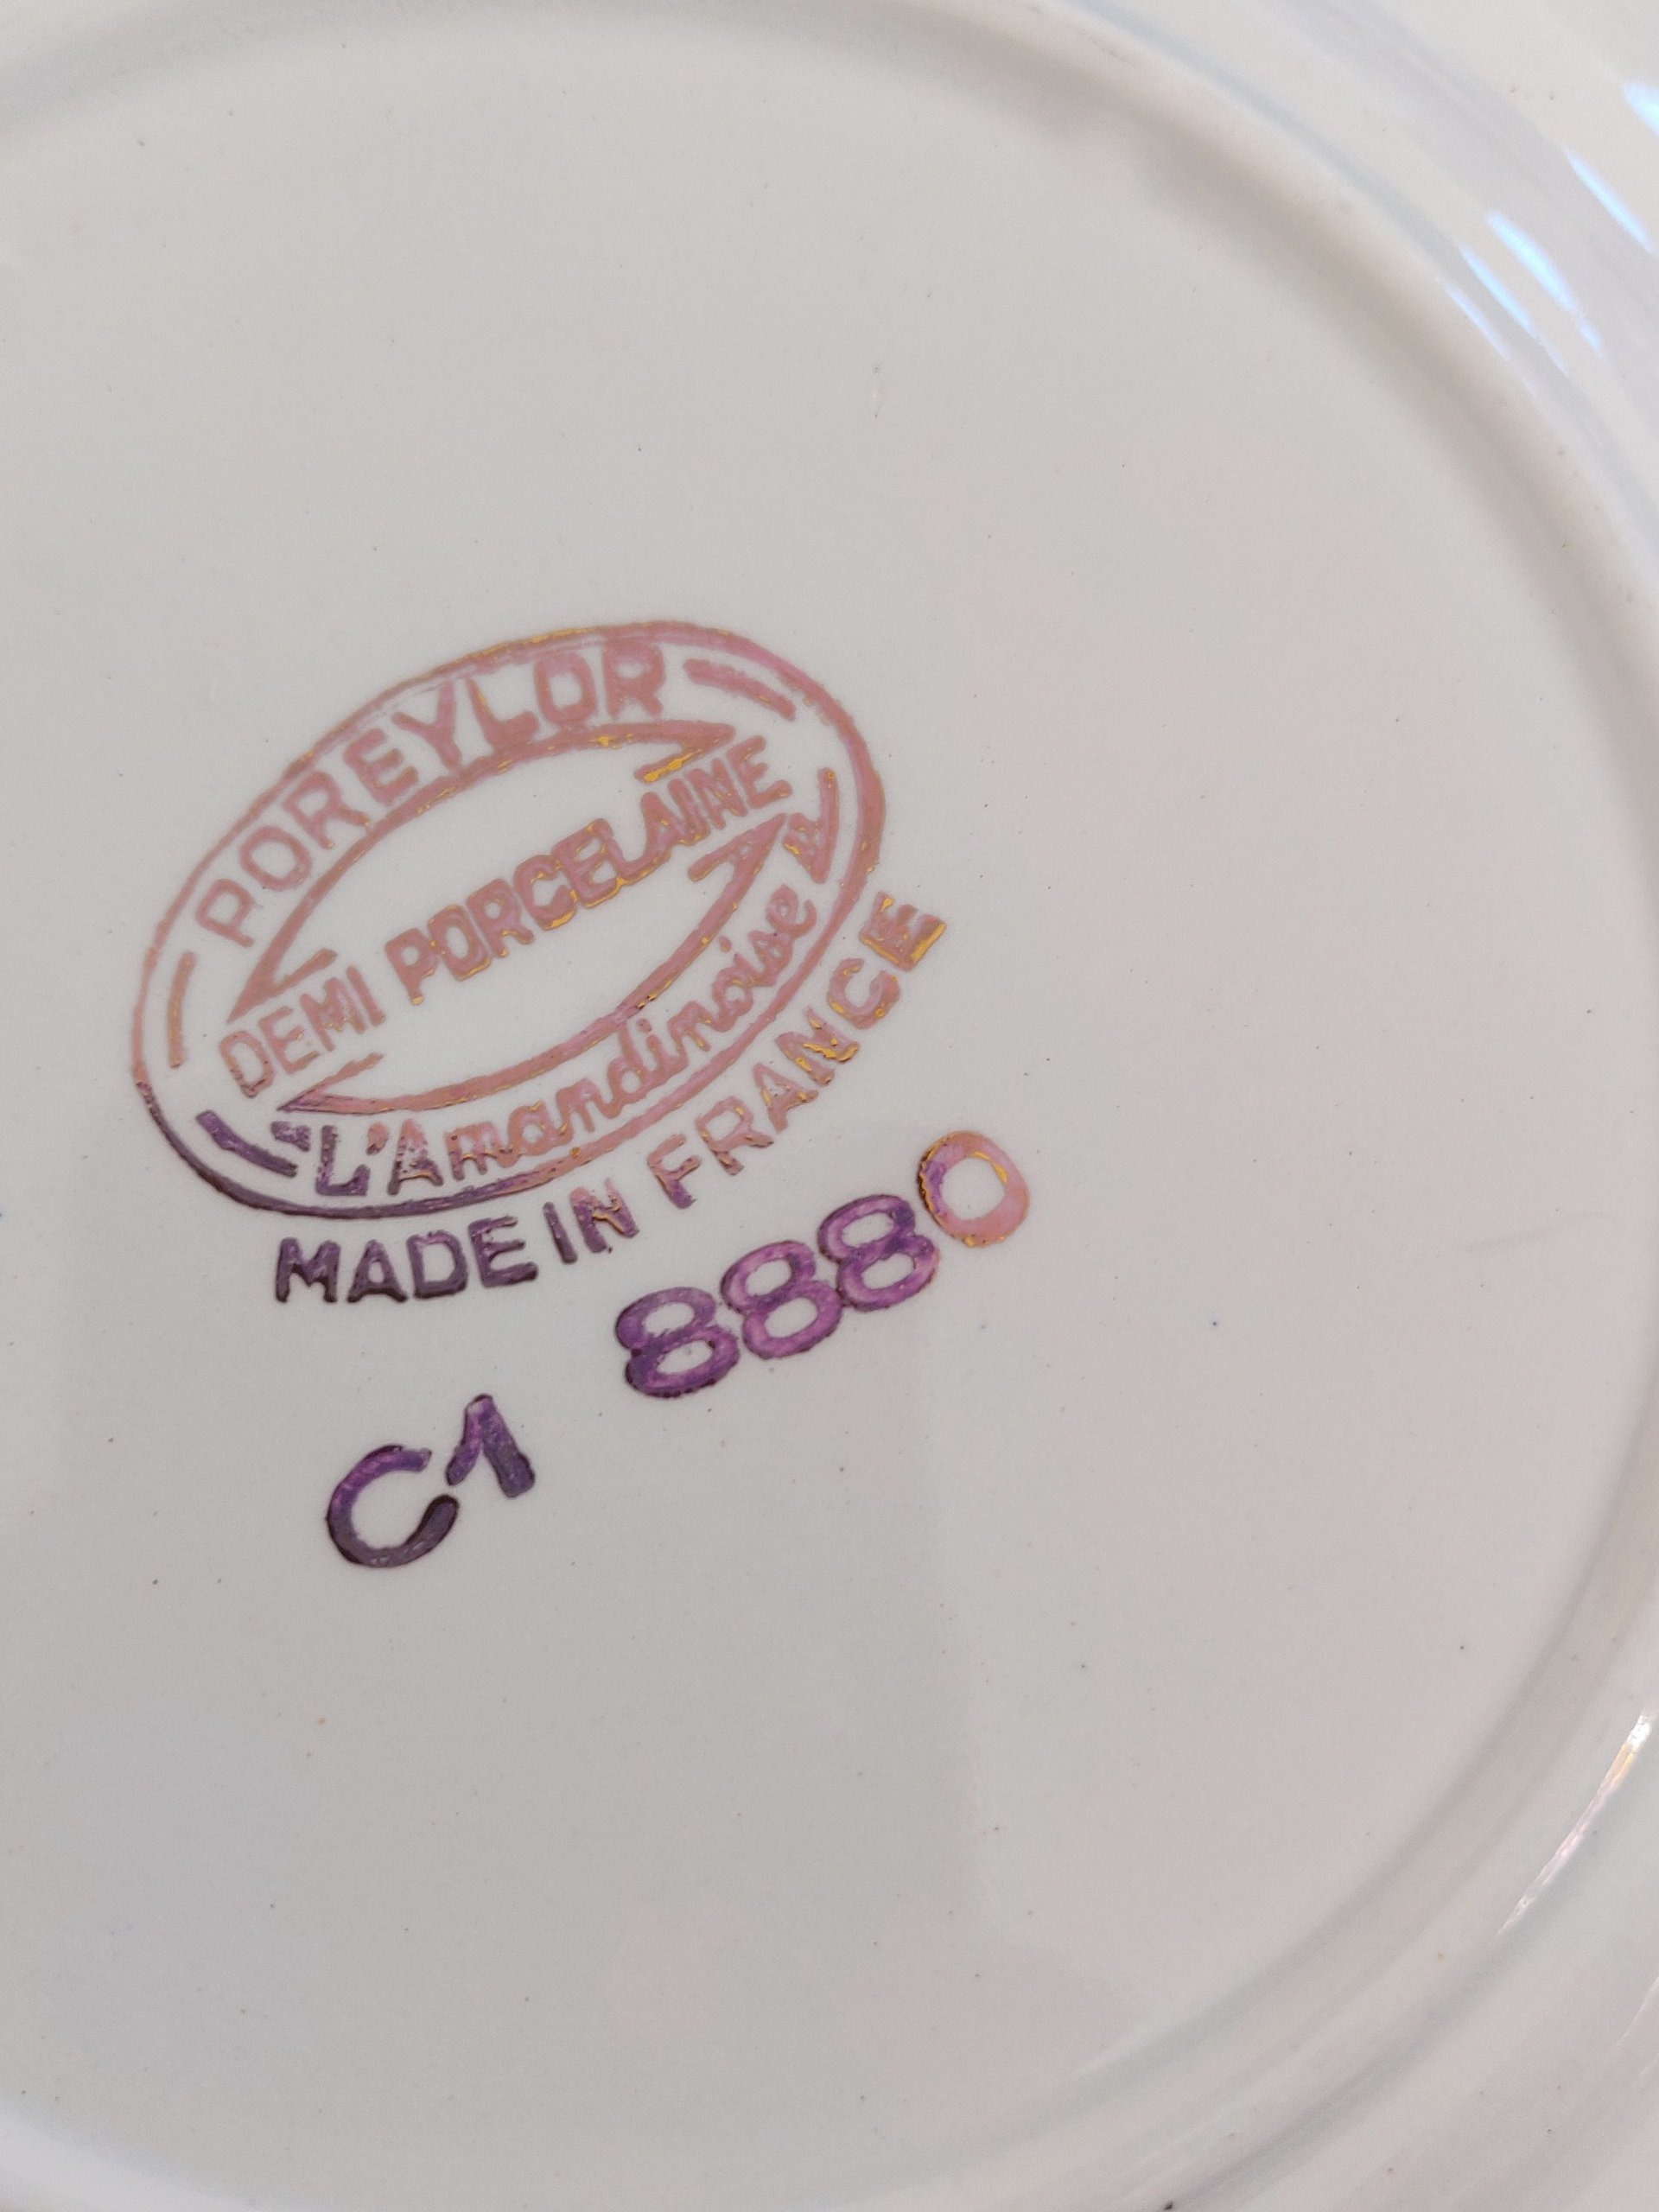 POREYLOR
DEMI PORCELAINE
"L'Amandinoise"
MADE IN FRANCE
C1 8880